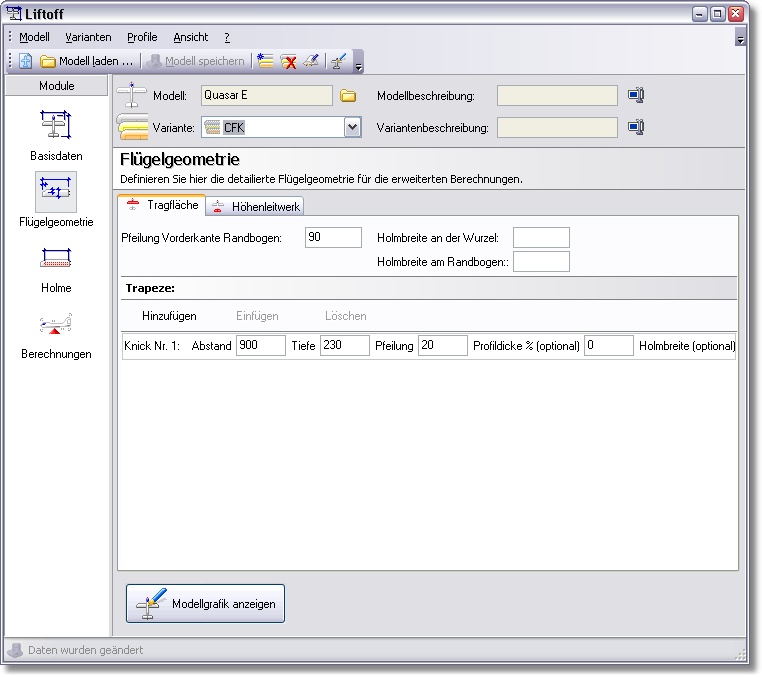 Liftoff
Modell Varianten Profile Ansicht ?
Modell laden ... Modell speichern
Module
Basisdaten
Flügelgeometrie
Holme
Berechnungen
Modell: Quasar E Modellbeschreibung:
Variante: CFK Variantenbeschreibung:
Flügelgeometrie
Definieren Sie hier die detailierte Flügelgeometrie für die erweiterten Berechnungen.
Tragfläche Höhenleitwerk
Pfeilung Vorderkante Randbogen: 90 Holmbreite an der Wurzel:
Holmbreite am Randbogen::
Trapeze:
Hinzufügen Einfügen Löschen
Knick Nr. 1: Abstand 900 Tiefe 230 Pfeilung 20 Profildicke % (optional) 0 Holmbreite (optional)
Modellgrafik anzeigen
Daten wurden geändert